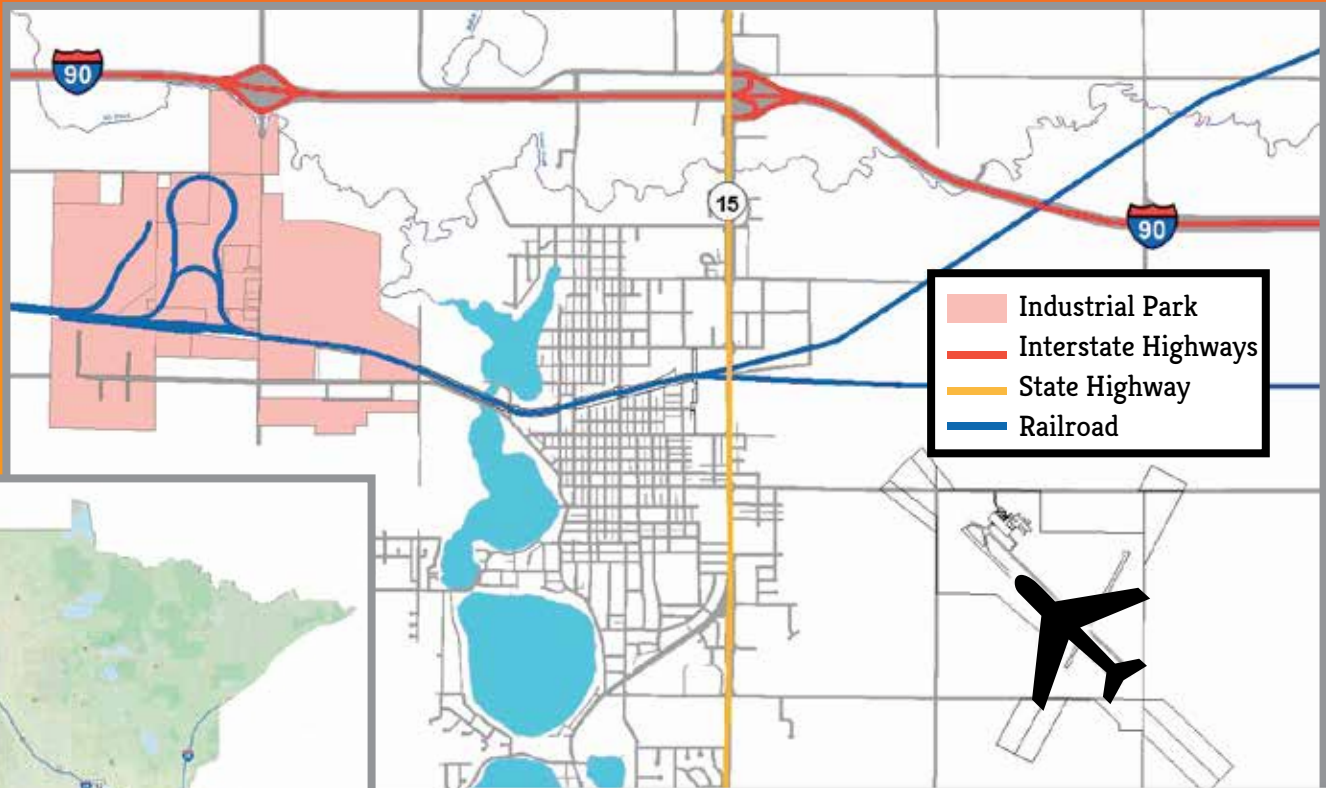 90
15
90
Industrial Park
Interstate Highways
State Highway
Railroad